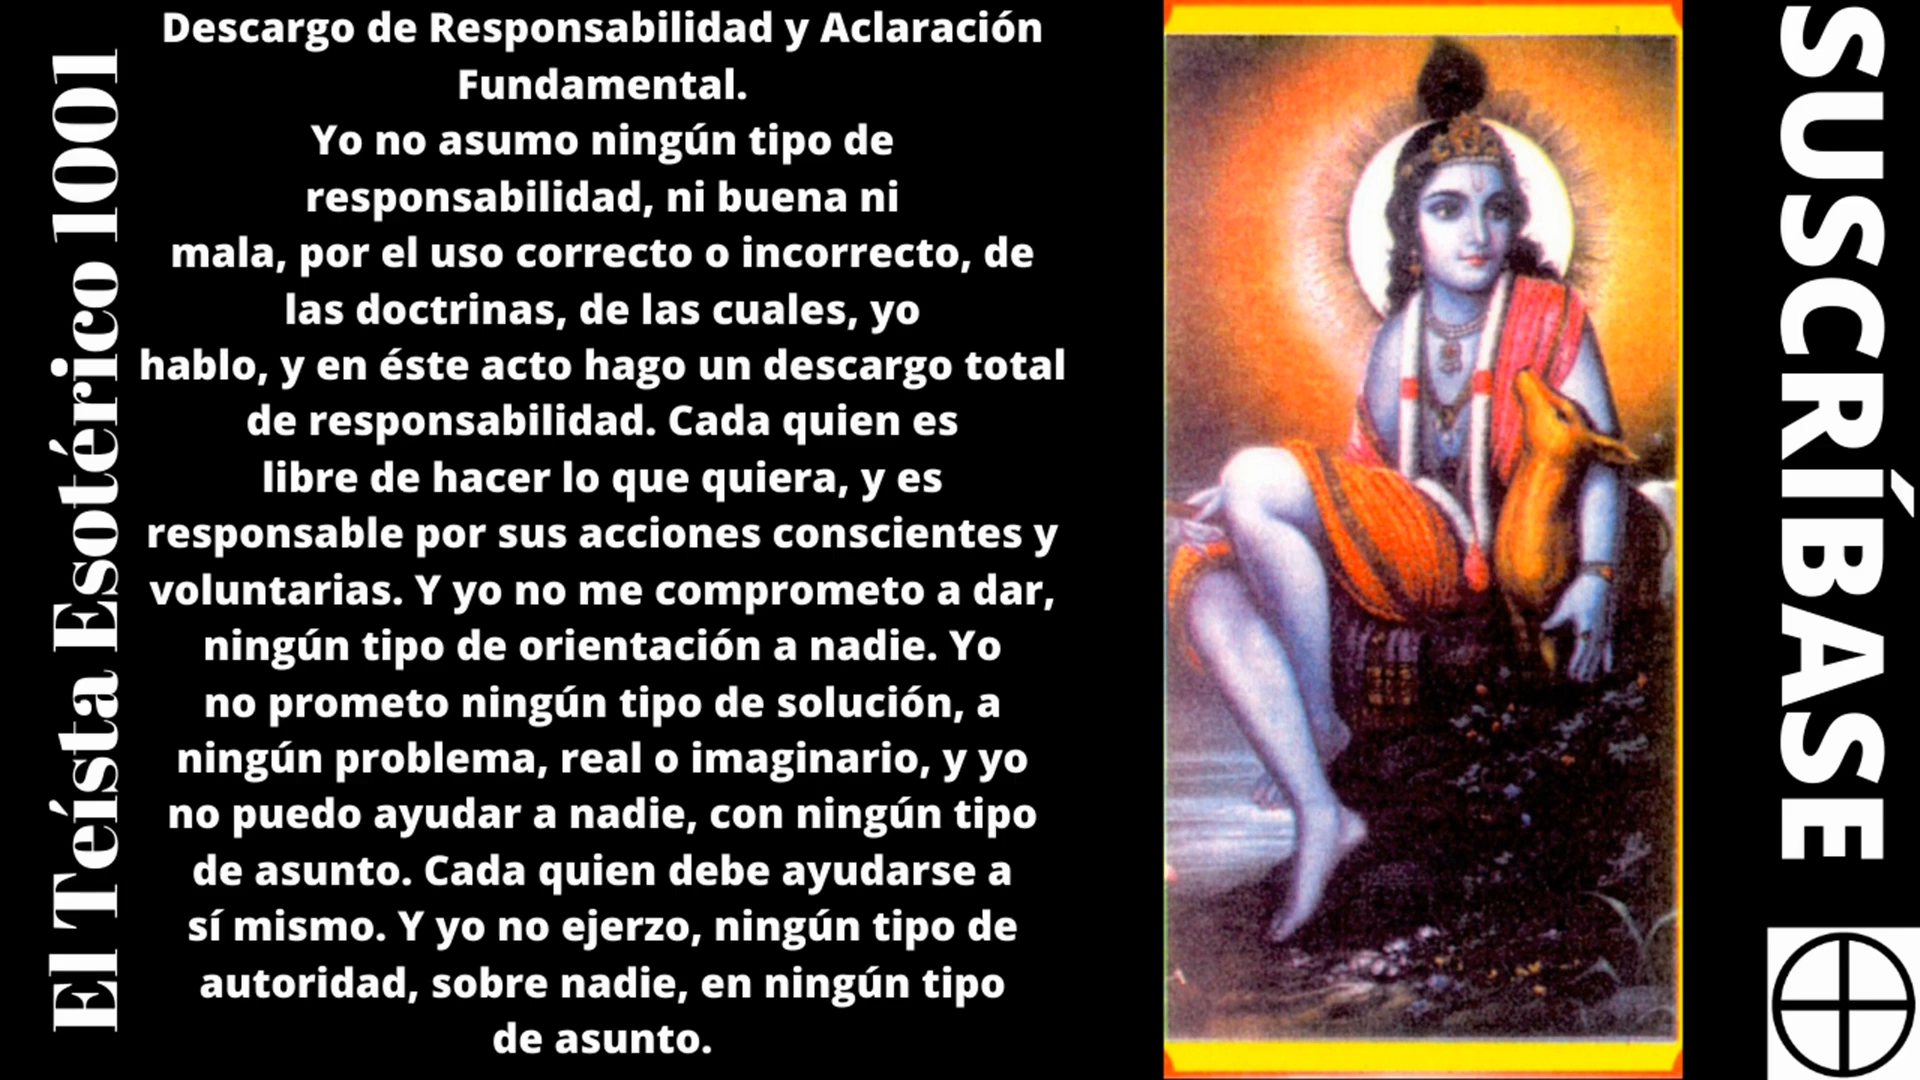 El Teísta Esotérico 1001
Descargo de Responsabilidad y Aclaración
Fundamental.
Yo no asumo ningún tipo de
responsabilidad, ni buena ni
mala, por el uso correcto o incorrecto, de
las doctrinas, de las cuales, yo
hablo, y en éste acto hago un descargo total
de responsabilidad. Cada quien es
libre de hacer lo que quiera, y es
responsable por sus acciones conscientes y
voluntarias. Y yo no me comprometo a dar,
ningún tipo de orientación a nadie. Yo
no prometo ningún tipo de solución, a
ningún problema, real o imaginario, y yo
no puedo ayudar a nadie, con ningún tipo
de asunto. Cada quien debe ayudarse a
sí mismo. Y yo no ejerzo, ningún tipo de
autoridad, sobre nadie, en ningún tipo
de asunto.
SUSCRÍBASE